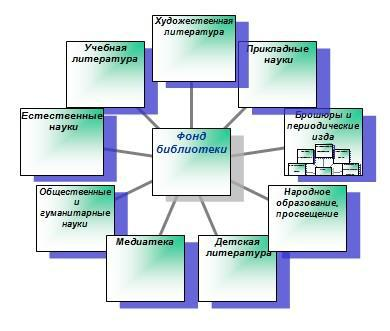 Художественная
литература
Учебная
литература
Прикладные
науки
Естественные
науки
Фонд
библиотеки
Брошюры и
периодические
изда
Общественные
и
гуманитарные
науки
Народное
образование,
просвещение
Медиатека
Детская
литература